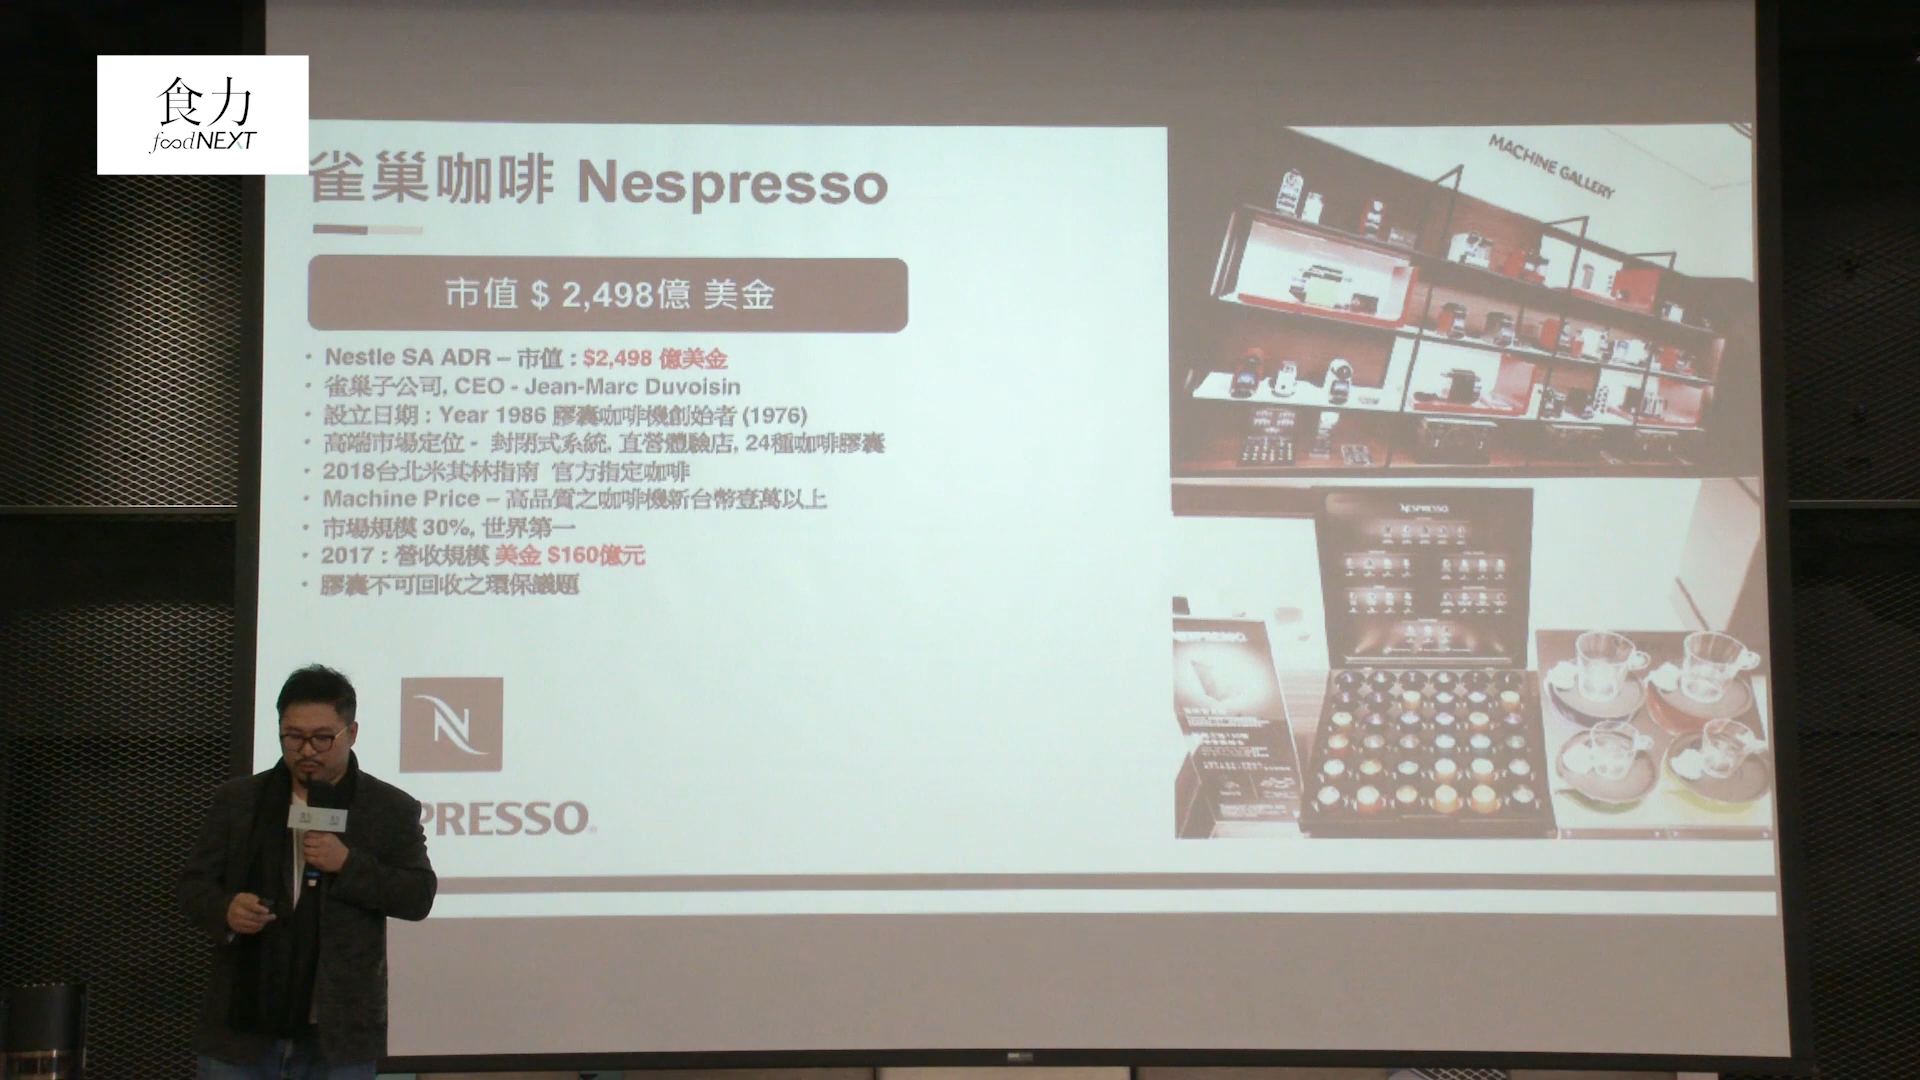 食力
foodNEXT
雀巢咖啡 Nespresso
市值 $ 2,498億 美金
• Nestle SA ADR – 市值 : $2,498 億美金
• 雀巢子公司, CEO - Jean-Marc Duvoisin
• 設立日期 : Year 1986 膠囊咖啡機創始者 (1976)
• 高端市場定位 - 封閉式系統, 直營體驗店, 24種咖啡膠囊
• 2018台北米其林指南 官方指定咖啡
• Machine Price – 高品質之咖啡機新台幣壹萬以上
• 市場規模 30%, 世界第一
• 2017 : 營收規模 美金 $160億元
• 膠囊不可回收之環保議題
N
PRESSO
MACHINE GALLERY
NESPRESSO
NESPRESSO
食力